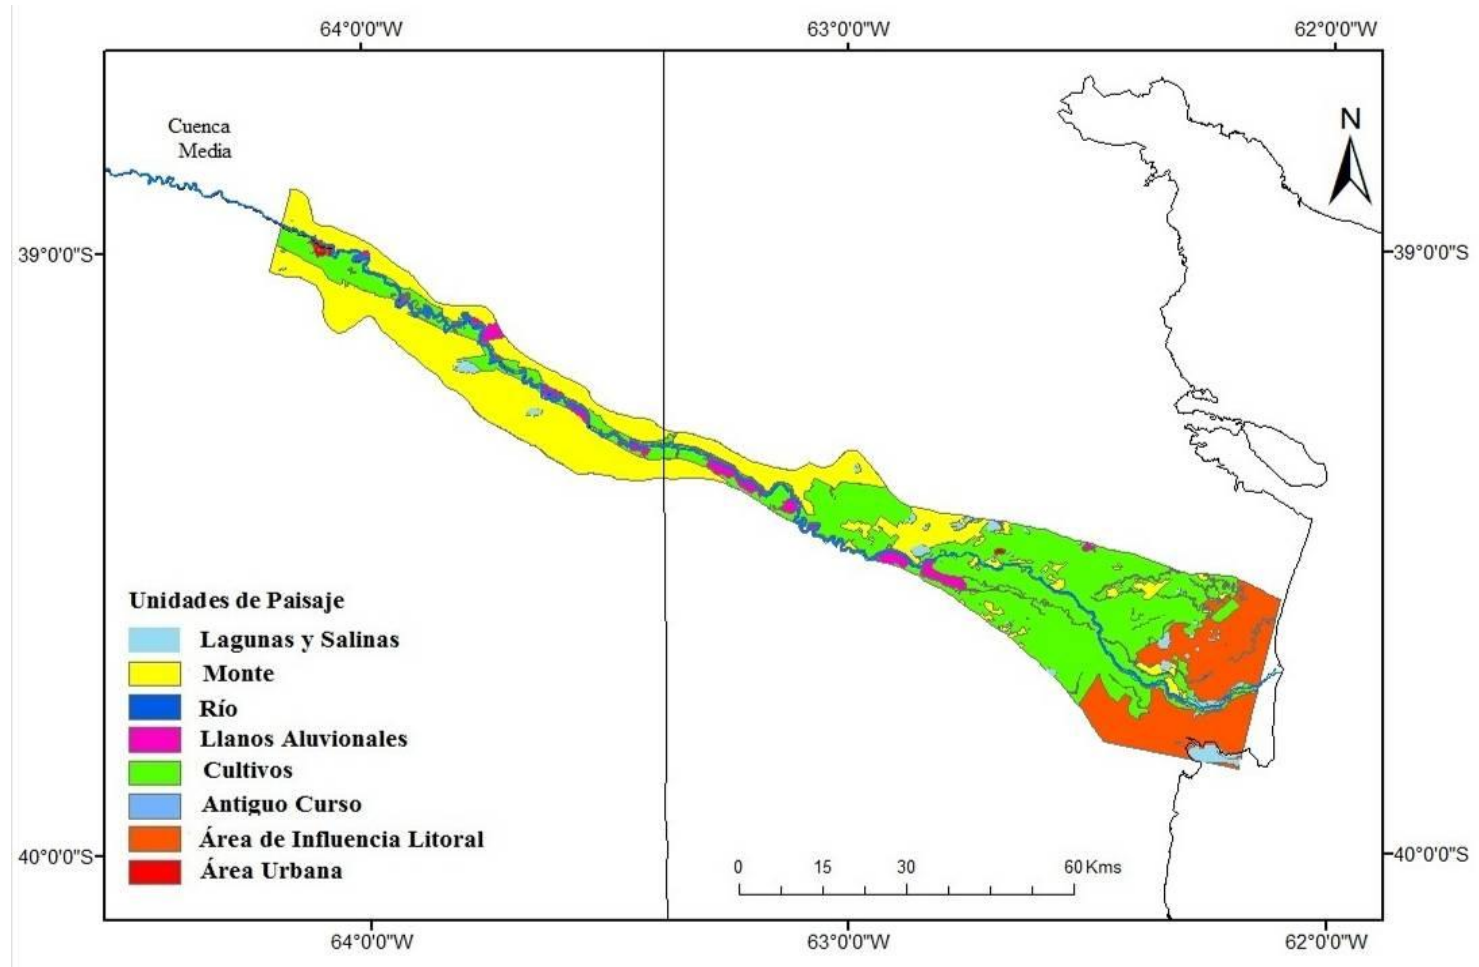 64°0'0"W 63°0'0"W 62°0'0"W
Cuenca
Media
N
39°0'0"S 39°0'0"S
Unidades de Paisaje
Lagunas y Salinas
Monte
Río
Llanos Aluvionales
Cultivos
Antiguo Curso
Área de Influencia Litoral
Área Urbana
40°0'0"S 40°0'0"S
0 15 30 60 Kms
64°0'0"W 63°0'0"W 62°0'0"W